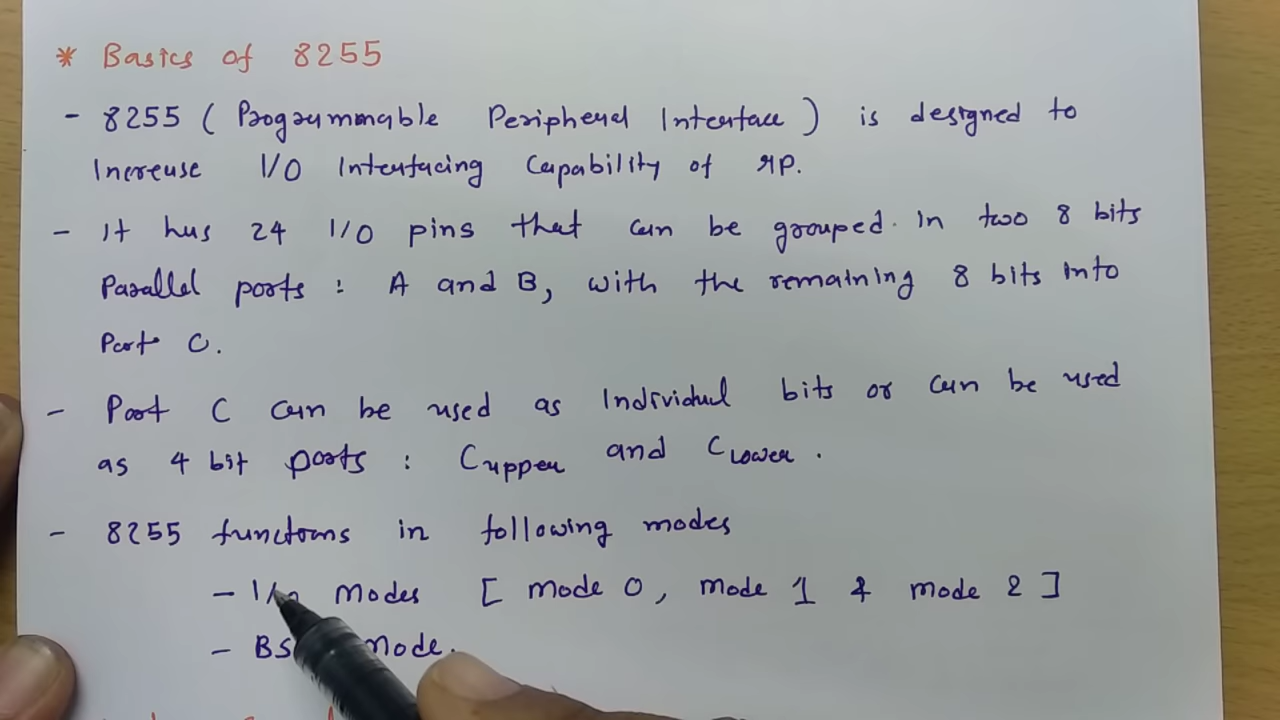 * Basics of 8255
- 8255 ( Programmable Peripheral Interface ) is designed to
Increase I/O Interfacing Capability of μP.
- It has 24 I/O pins that can be grouped in two 8 bits
Parallel ports : A and B, with the remaining 8 bits into
Port C.
- Port C can be used as individual bits or can be used
as 4 bit ports : Cupper and CLower.
- 8255 functions in following modes
- I/O Modes [ mode 0, mode 1 & mode 2 ]
- Mode.